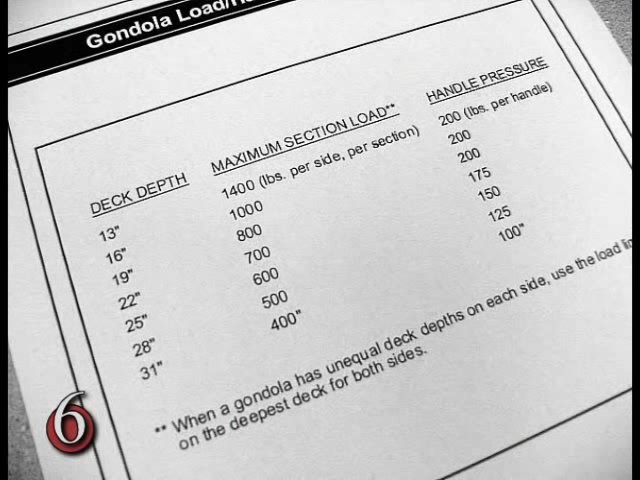 Gondola Load/
DECK DEPTH MAXIMUM SECTION LOAD** HANDLE PRESSURE
13" 1400 (lbs. per side, per section) 200 (lbs. per handle)
16" 1000 200
19" 800 200
22" 700 175
25" 600 150
28" 500 125
31" 400" 100"
** When a gondola has unequal deck depths on each side, use the load
on the deepest deck for both sides.
6